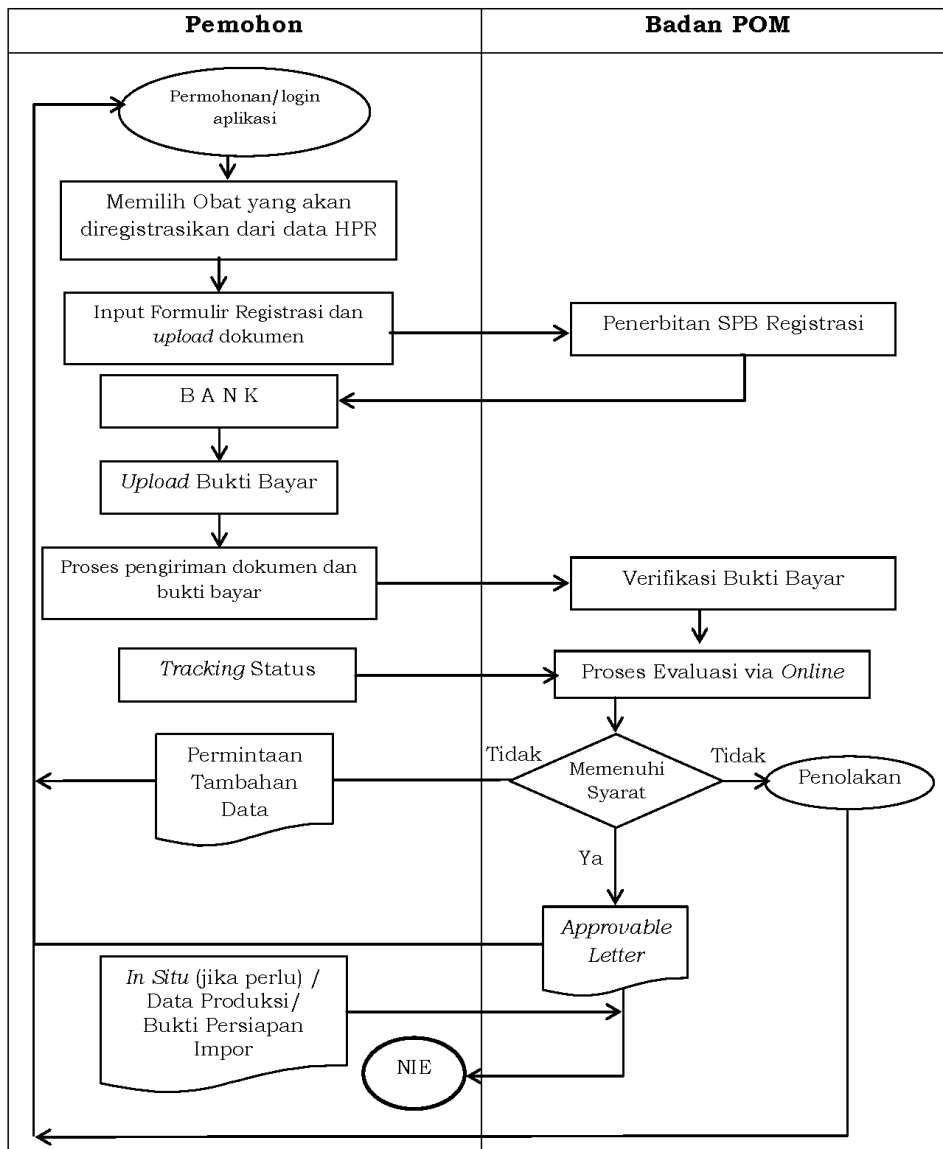 Pemohon
Badan POM
Permohonan/login
aplikasi
Memilih Obat yang akan
diregistrasikan dari data HPR
Input Formulir Registrasi dan
upload dokumen
Penerbitan SPB Registrasi
B A N K
Upload Bukti Bayar
Proses pengiriman dokumen dan
bukti bayar
Verifikasi Bukti Bayar
Tracking Status
Proses Evaluasi via Online
Permintaan
Tambahan
Data
Tidak
Memenuhi
Syarat
Tidak
Penolakan
Ya
Approvable
Letter
In Situ (jika perlu) /
Data Produksi/
Bukti Persiapan
Impor
NIE